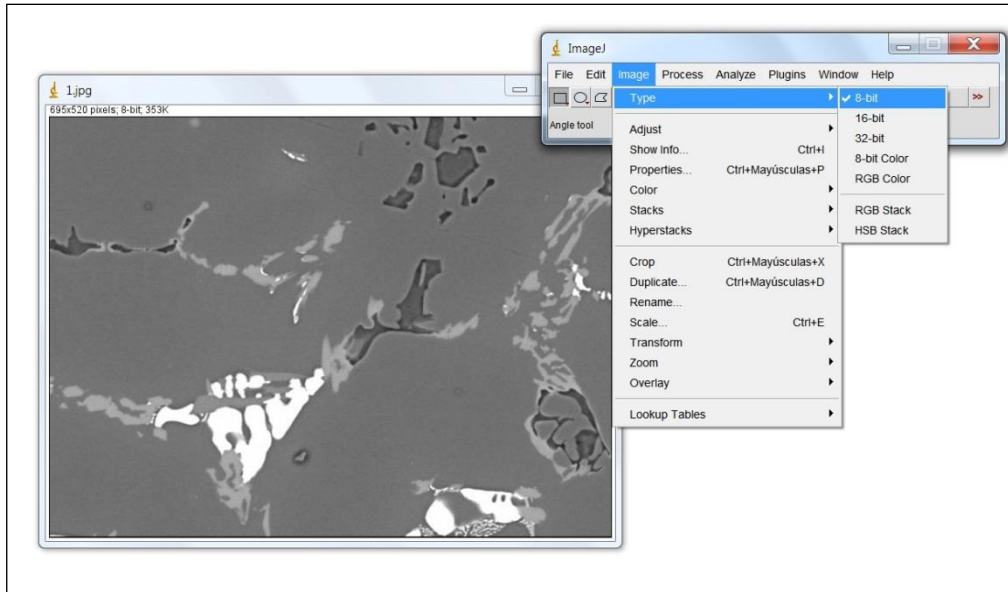 ImageJ
File Edit Image Process Analyze Plugins Window Help
>>
Angle tool
Type
Adjust
Show Info... Ctrl+I
Properties... Ctrl+Mayúsculas+P
Color
Stacks
Hyperstacks
Crop Ctrl+Mayúsculas+X
Duplicate... Ctrl+Mayúsculas+D
Rename...
Scale... Ctrl+E
Transform
Zoom
Overlay
Lookup Tables
8-bit
16-bit
32-bit
8-bit Color
RGB Color
RGB Stack
HSB Stack
1.jpg
695x520 pixels; 8-bit; 353K